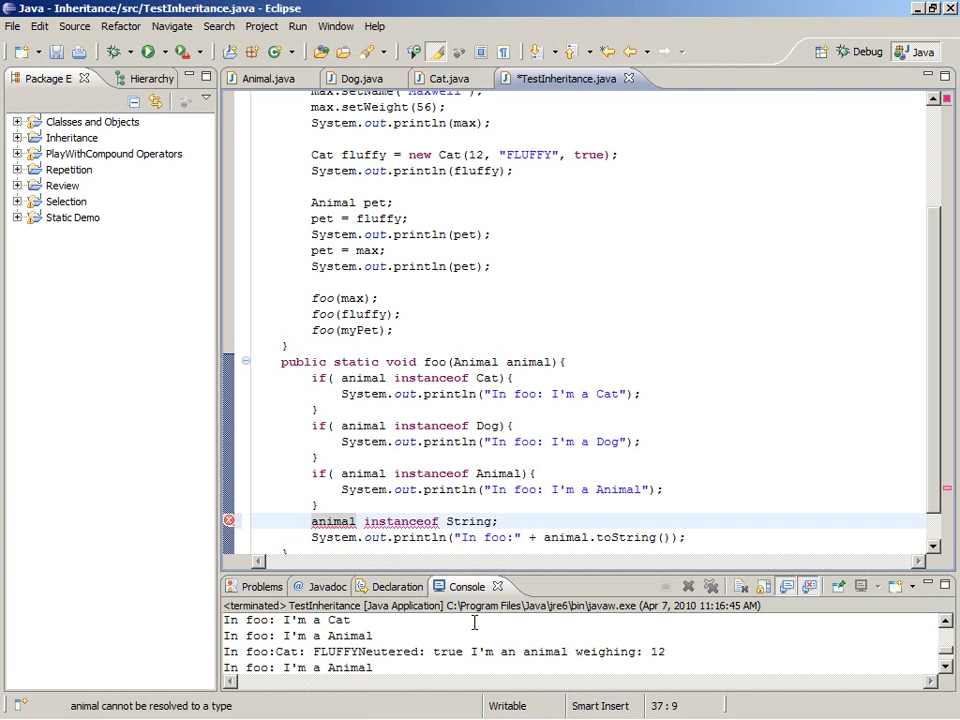 Java - Inheritance/src/TestInheritance.java - Eclipse
File Edit Source Refactor Navigate Search Project Run Window Help
Debug Java
Package E Hierarchy
Animal.java Dog.java Cat.java *TestInheritance.java
Calsses and Objects
Inheritance
PlayWithCompound Operators
Repetition
Review
Selection
Static Demo
max.setName("Maxwell");
max.setWeight(56);
System.out.println(max);
Cat fluffy = new Cat(12, "FLUFFY", true);
System.out.println(fluffy);
Animal pet;
pet = fluffy;
System.out.println(pet);
pet = max;
System.out.println(pet);
foo(max);
foo(fluffy);
foo(myPet);
}
public static void foo(Animal animal){
if( animal instanceof Cat){
System.out.println("In foo: I'm a Cat");
}
if( animal instanceof Dog){
System.out.println("In foo: I'm a Dog");
}
if( animal instanceof Animal){
System.out.println("In foo: I'm a Animal");
}
animal instanceof String;
System.out.println("In foo:" + animal.toString());
}
Problems Javadoc Declaration Console
<terminated> TestInheritance [Java Application] C:\Program Files\Java\jre6\bin\javaw.exe (Apr 7, 2010 11:16:45 AM)
In foo: I'm a Cat
In foo: I'm a Animal
In foo:Cat: FLUFFYNeutered: true I'm an animal weighing: 12
In foo: I'm a Animal
animal cannot be resolved to a type Writable Smart Insert 37 : 9